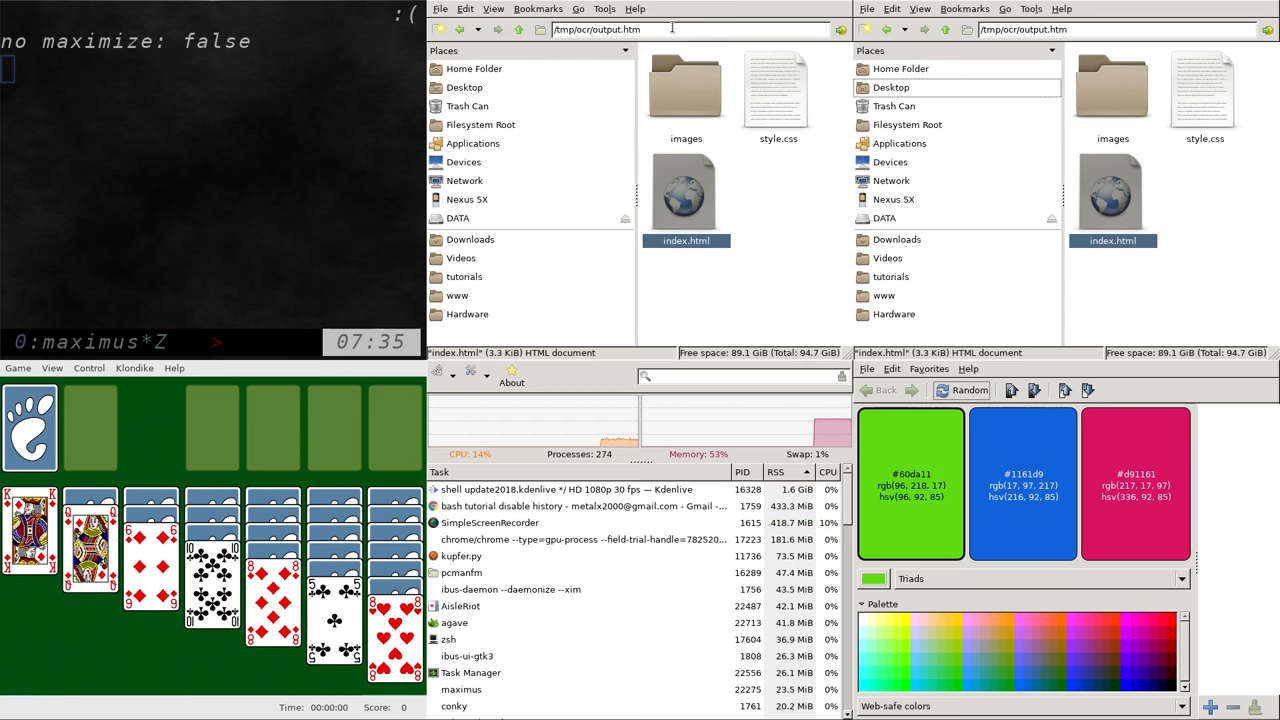 :(
no maximize: false
0:maximus*Z >
07:35
File Edit View Bookmarks Go Tools Help
/tmp/ocr/output.htm
Places
Home Folder
Desktop
Trash Can
Filesystem
Applications
Devices
Network
Nexus 5X
DATA
Downloads
Videos
tutorials
www
Hardware
images
style.css
index.html
"index.html" (3.3 KiB) HTML document
Free space: 89.1 GiB (Total: 94.7 GiB)
File Edit View Bookmarks Go Tools Help
/tmp/ocr/output.htm
Places
Home Folder
Desktop
Trash Can
Filesystem Root
Applications
Devices
Network
Nexus 5X
DATA
Downloads
Videos
tutorials
www
Hardware
images
style.css
index.html
"index.html" (3.3 KiB) HTML document
Free space: 89.1 GiB (Total: 94.7 GiB)
Game View Control Klondike Help
K
K
Q
Q
6
9
10
10
8
8
5
5
8
8
Time: 00:00:00 Score: 0
About
CPU: 14% Processes: 274 Memory: 53% Swap: 1%
Task PID RSS CPU
shell update2018.kdenlive */ HD 1080p 30 fps — Kdenlive 16328 1.6 GiB 0%
bash tutorial disable history - metalx2000@gmail.com - Gmail -... 1759 433.3 MiB 0%
SimpleScreenRecorder 1615 418.7 MiB 10%
chrome/chrome --type=gpu-process --field-trial-handle=782520... 17223 181.6 MiB 0%
kupfer.py 11736 73.5 MiB 0%
pcmanfm 16289 47.4 MiB 0%
ibus-daemon --daemonize --xim 1756 43.5 MiB 0%
AisleRiot 22487 42.1 MiB 0%
agave 22713 41.8 MiB 0%
zsh 17604 36.9 MiB 0%
ibus-ui-gtk3 1808 26.3 MiB 0%
Task Manager 22556 26.1 MiB 0%
maximus 22275 23.5 MiB 0%
conky 1761 20.2 MiB 0%
File Edit Favorites Help
Back Random
#60da11
rgb(96, 218, 17)
hsv(96, 92, 85)
#1161d9
rgb(17, 97, 217)
hsv(216, 92, 85)
#d91161
rgb(217, 17, 97)
hsv(336, 92, 85)
Triads
Palette
Web-safe colors